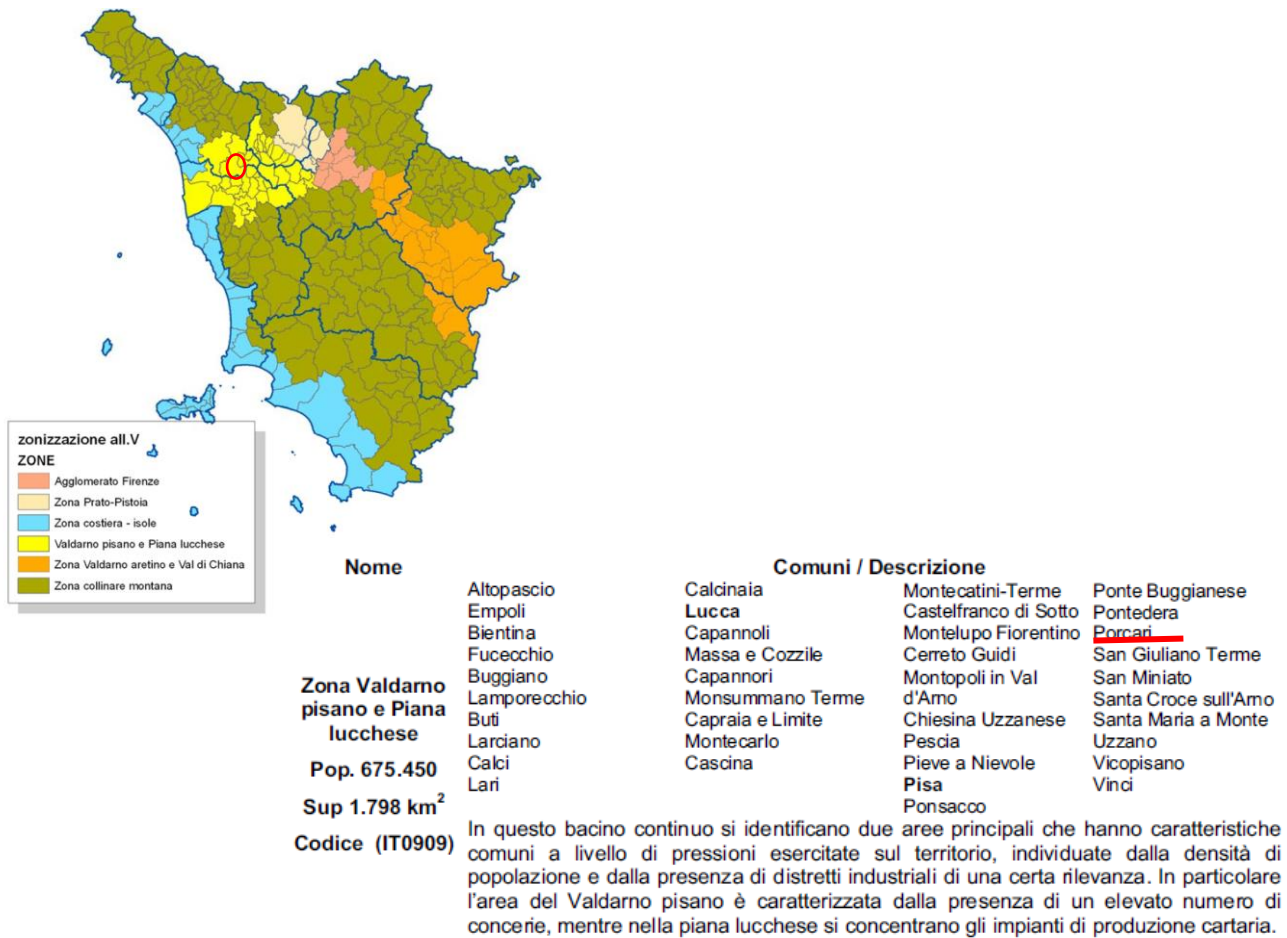 zonizzazione all.V
ZONE
Agglomerato Firenze
Zona Prato-Pistoia
Zona costiera - isole
Valdarno pisano e Piana lucchese
Zona Valdarno aretino e Val di Chiana
Zona collinare montana
Nome
Comuni / Descrizione
Zona Valdarno
pisano e Piana
lucchese
Pop. 675.450
Sup 1.798 km²
Codice (IT0909)
Altopascio
Empoli
Bientina
Fucecchio
Buggiano
Lamporecchio
Buti
Larciano
Calci
Lari
Calcinaia
Lucca
Capannoli
Massa e Cozzile
Capannori
Monsummano Terme
Capraia e Limite
Montecarlo
Cascina
Montecatini-Terme
Castelfranco di Sotto
Montelupo Fiorentino
Cerreto Guidi
Montopoli in Val
d'Arno
Chiesina Uzzanese
Pescia
Pieve a Nievole
Pisa
Ponsacco
Ponte Buggianese
Pontedera
Porcari
San Giuliano Terme
San Miniato
Santa Croce sull'Arno
Santa Maria a Monte
Uzzano
Vicopisano
Vinci
In questo bacino continuo si identificano due aree principali che hanno caratteristiche
comuni a livello di pressioni esercitate sul territorio, individuate dalla densità di
popolazione e dalla presenza di distretti industriali di una certa rilevanza. In particolare
l'area del Valdarno pisano è caratterizzata dalla presenza di un elevato numero di
concerie, mentre nella piana lucchese si concentrano gli impianti di produzione cartaria.